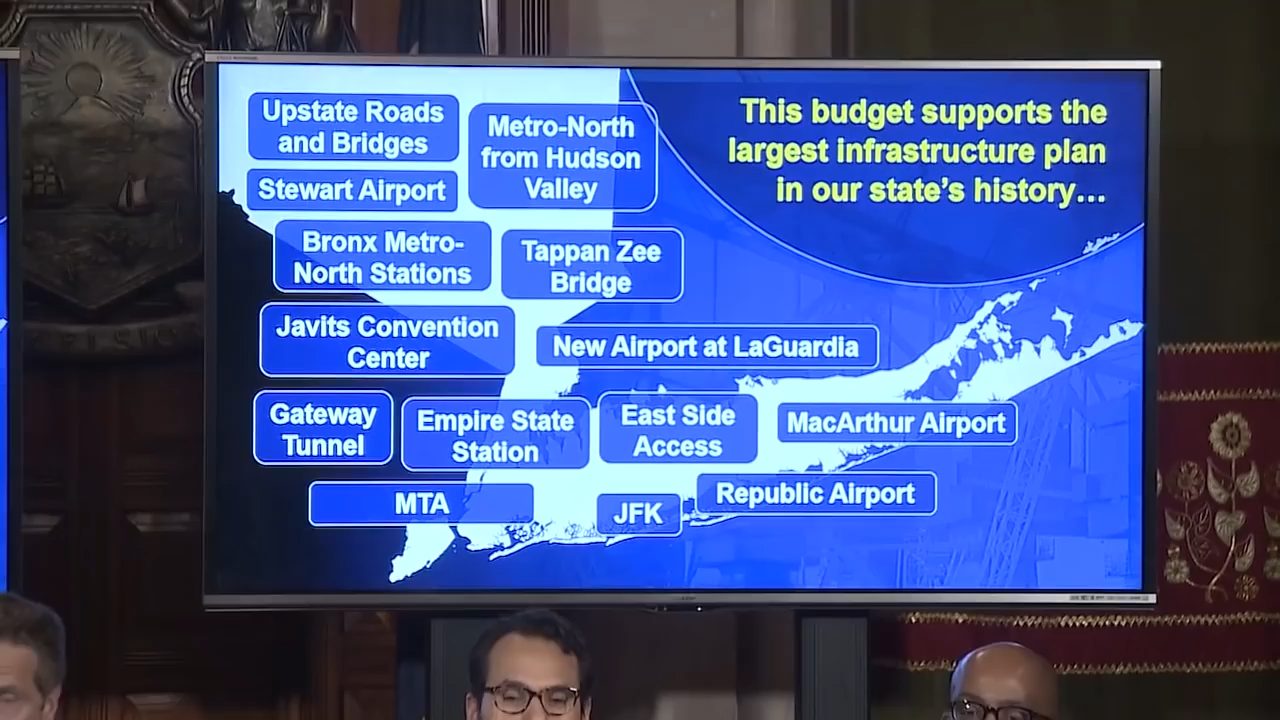 This budget supports the
largest infrastructure plan
in our state's history...
Upstate Roads
and Bridges
Metro-North
from Hudson
Valley
Stewart Airport
Bronx Metro-
North Stations
Tappan Zee
Bridge
Javits Convention
Center
New Airport at LaGuardia
Gateway
Tunnel
Empire State
Station
East Side
Access
MacArthur Airport
MTA
JFK
Republic Airport